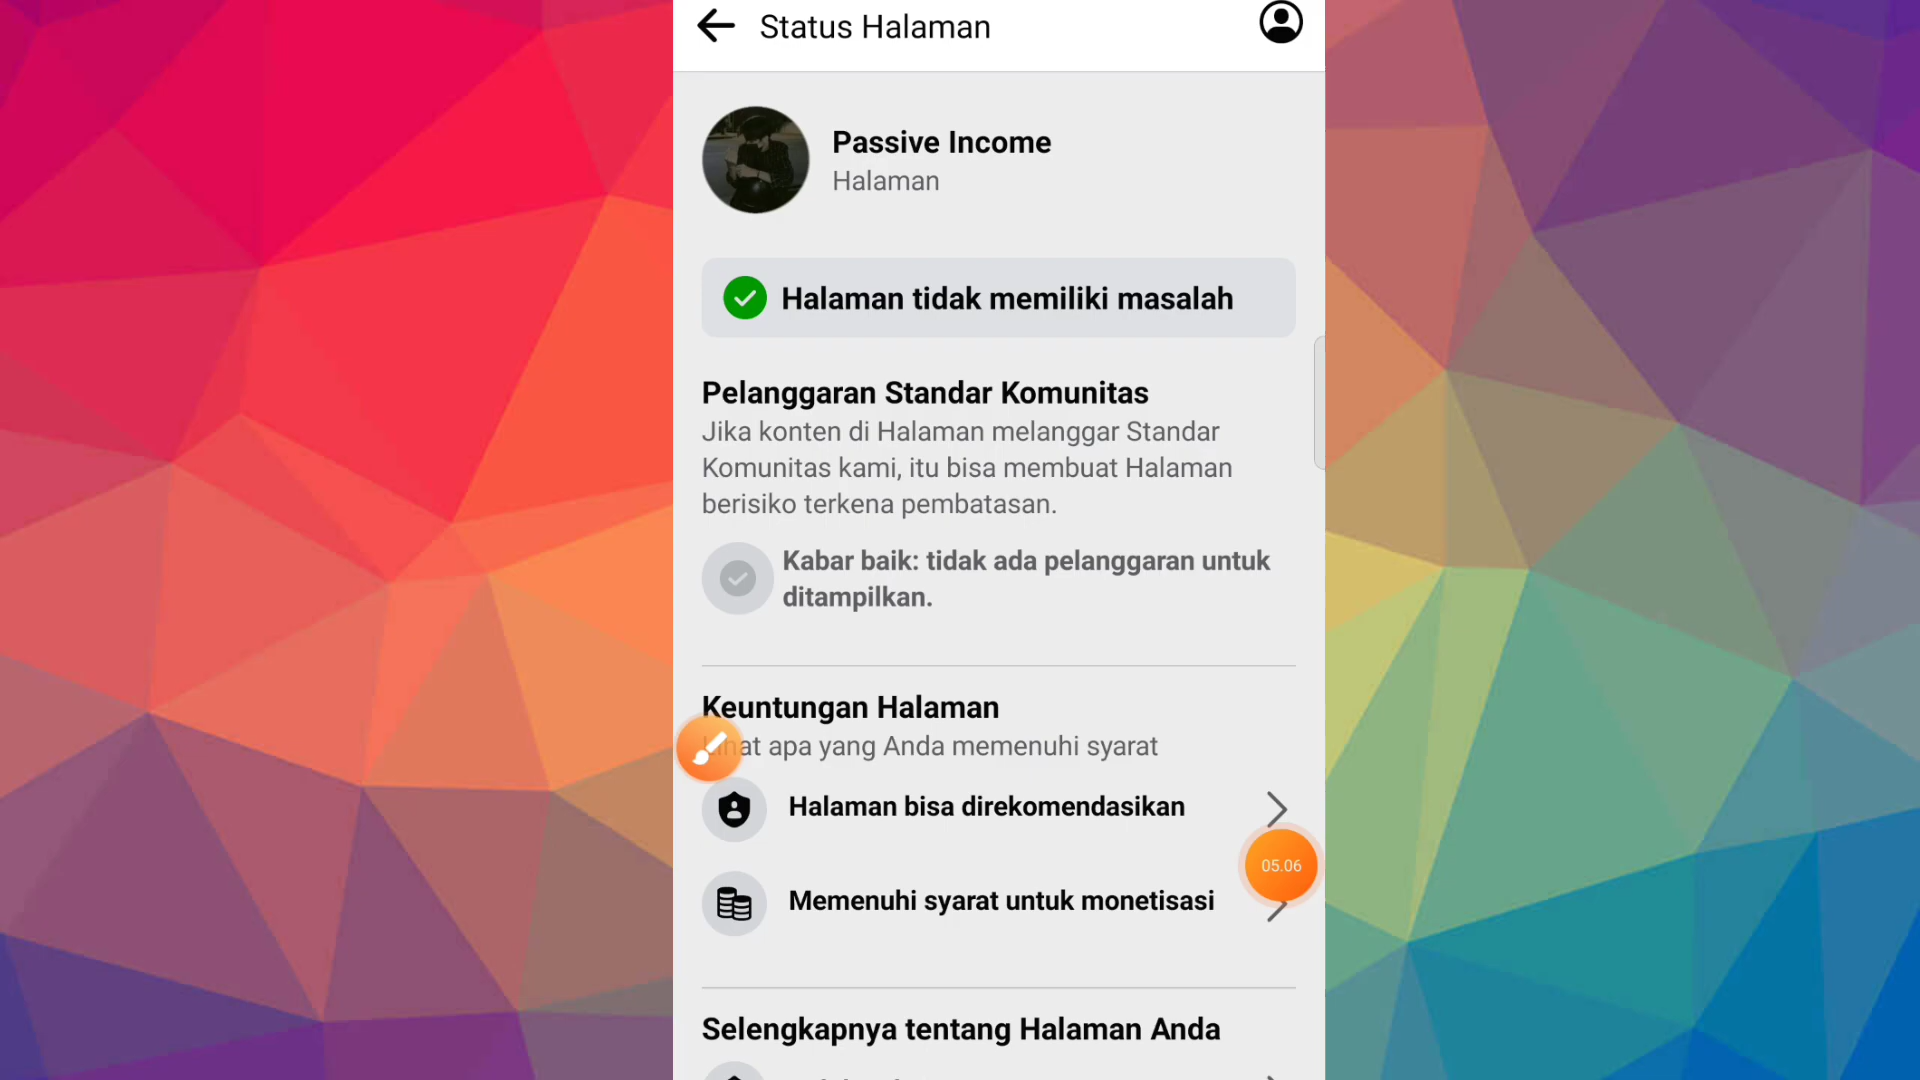 Status Halaman
Passive Income
Halaman
Halaman tidak memiliki masalah
Pelanggaran Standar Komunitas
Jika konten di Halaman melanggar Standar
Komunitas kami, itu bisa membuat Halaman
berisiko terkena pembatasan.
Kabar baik: tidak ada pelanggaran untuk
ditampilkan.
Keuntungan Halaman
Lihat apa yang Anda memenuhi syarat
Halaman bisa direkomendasikan
05.06
Memenuhi syarat untuk monetisasi
Selengkapnya tentang Halaman Anda